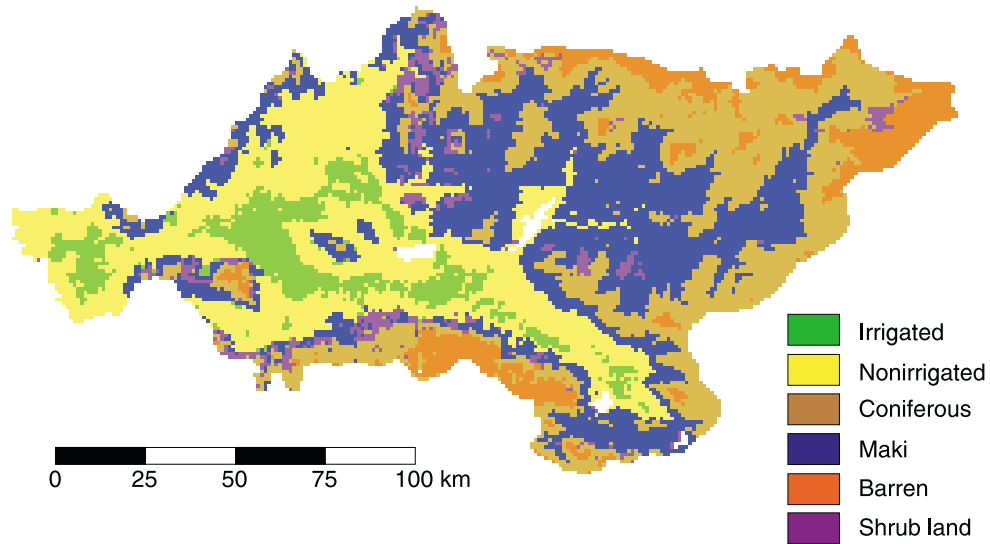 Irrigated
Nonirrigated
Coniferous
Maki
Barren
Shrub land
0 25 50 75 100 km